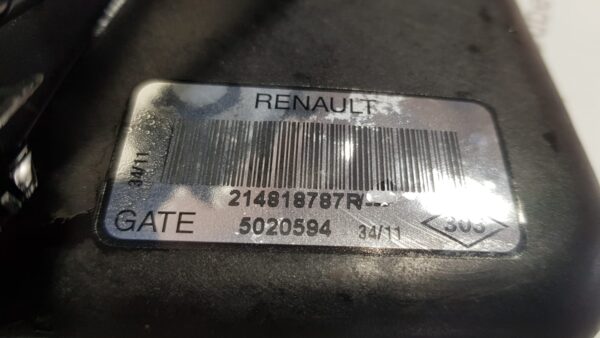 RENAULT
34/11
214818787R---
GATE 5020594 34/11 303